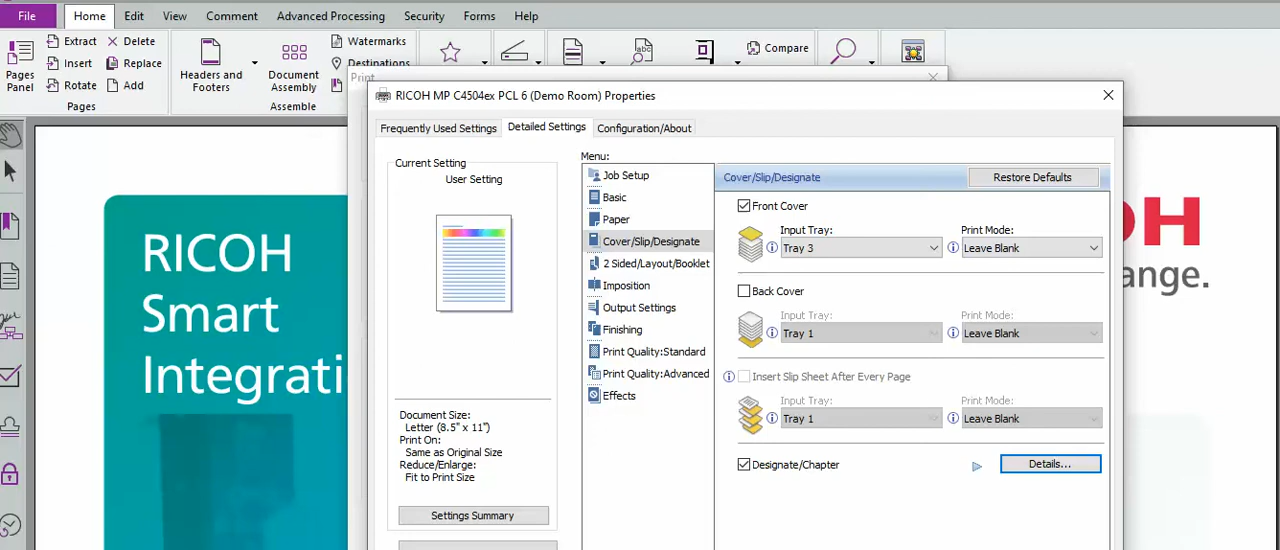 File Home Edit View Comment Advanced Processing Security Forms Help
Extract Delete
Insert Replace
Rotate Add
Pages Panel
Pages
Headers and Footers
Document Assembly
Watermarks
Destinations
Assemble
Compare
Print
RICOH MP C4504ex PCL 6 (Demo Room) Properties
Frequently Used Settings Detailed Settings Configuration/About
Current Setting
User Setting
Document Size:
Letter (8.5" x 11")
Print On:
Same as Original Size
Reduce/Enlarge:
Fit to Print Size
Settings Summary
Menu:
Job Setup
Basic
Paper
Cover/Slip/Designate
2 Sided/Layout/Booklet
Imposition
Output Settings
Finishing
Print Quality:Standard
Print Quality:Advanced
Effects
Cover/Slip/Designate Restore Defaults
Front Cover
Input Tray: Print Mode:
Tray 3 Leave Blank
Back Cover
Input Tray: Print Mode:
Tray 1 Leave Blank
Insert Slip Sheet After Every Page
Input Tray: Print Mode:
Tray 1 Leave Blank
Designate/Chapter Details...
RICOH
Smart
Integrati
OH
ange.